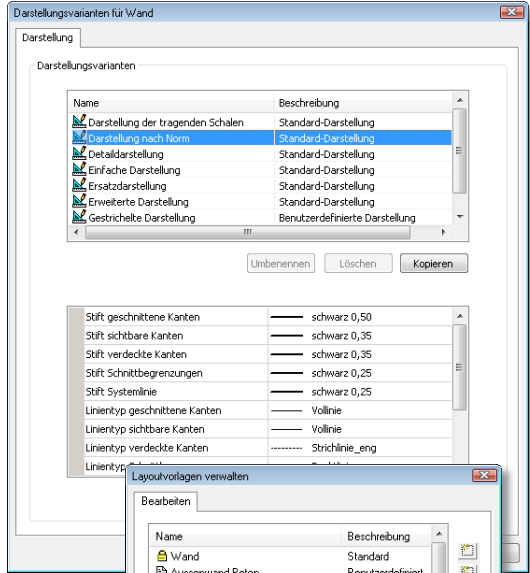 Darstellungsvarianten für Wand
Darstellung
Darstellungsvarianten
Name Beschreibung
Darstellung der tragenden Schalen Standard-Darstellung
Darstellung nach Norm Standard-Darstellung
Detaildarstellung Standard-Darstellung
Einfache Darstellung Standard-Darstellung
Ersatzdarstellung Standard-Darstellung
Erweiterte Darstellung Standard-Darstellung
Gestrichelte Darstellung Benutzerdefinierte Darstellung
Umbenennen Löschen Kopieren
Stift geschnittene Kanten schwarz 0,50
Stift sichtbare Kanten schwarz 0,35
Stift verdeckte Kanten schwarz 0,35
Stift Schnittbegrenzungen schwarz 0,25
Stift Systemlinie schwarz 0,25
Linientyp geschnittene Kanten Vollinie
Linientyp sichtbare Kanten Vollinie
Linientyp verdeckte Kanten Strichlinie_eng
Linientyp
Layoutvorlagen verwalten
Bearbeiten
Name Beschreibung
Wand Standard
Aussenwand Beton Benutzerdefiniert